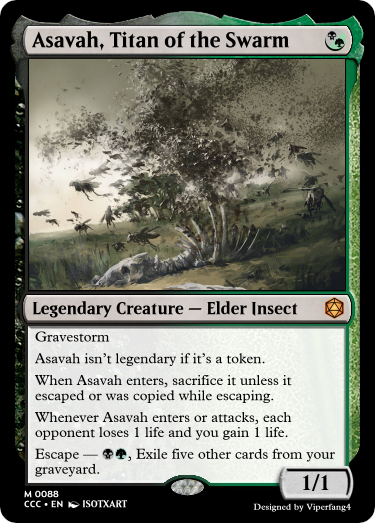 Asavah, Titan of the Swarm
Legendary Creature — Elder Insect
Gravestorm
Asavah isn't legendary if it's a token.
When Asavah enters, sacrifice it unless it
escaped or was copied while escaping.
Whenever Asavah enters or attacks, each
opponent loses 1 life and you gain 1 life.
Escape — , Exile five other cards from your
graveyard.
1/1
M 0088
CCC • EN ISOTXART
Designed by Viperfang4